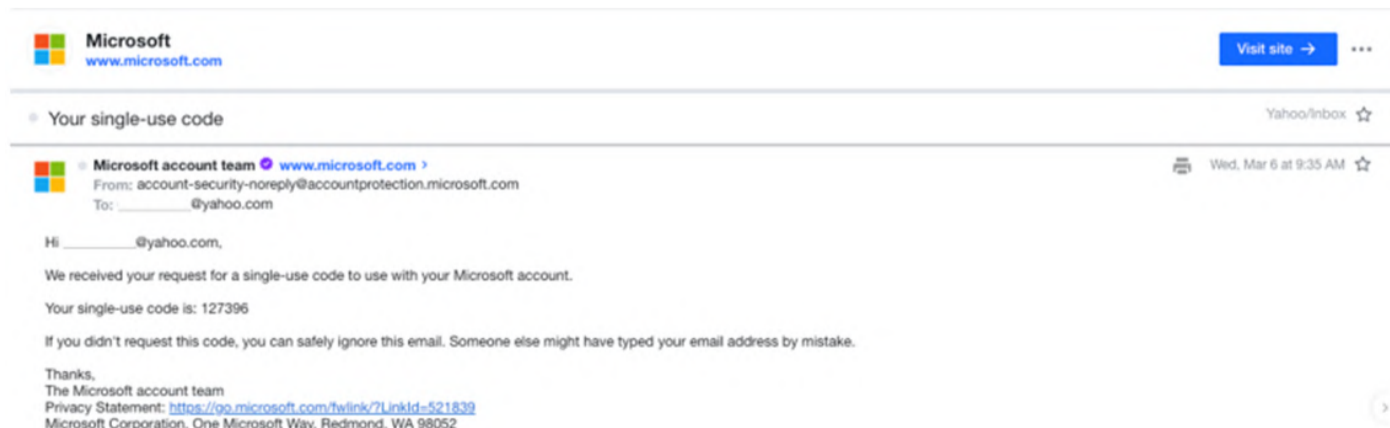 Microsoft
www.microsoft.com
Visit site →
Your single-use code
Yahoo/Inbox
Microsoft account team www.microsoft.com >
Wed, Mar 6 at 9:35 AM
From: account-security-noreply@accountprotection.microsoft.com
To: __________@yahoo.com
Hi __________@yahoo.com,
We received your request for a single-use code to use with your Microsoft account.
Your single-use code is: 127396
If you didn't request this code, you can safely ignore this email. Someone else might have typed your email address by mistake.
Thanks,
The Microsoft account team
Privacy Statement: https://go.microsoft.com/fwlink/?LinkId=521839
Microsoft Corporation, One Microsoft Way, Redmond, WA 98052